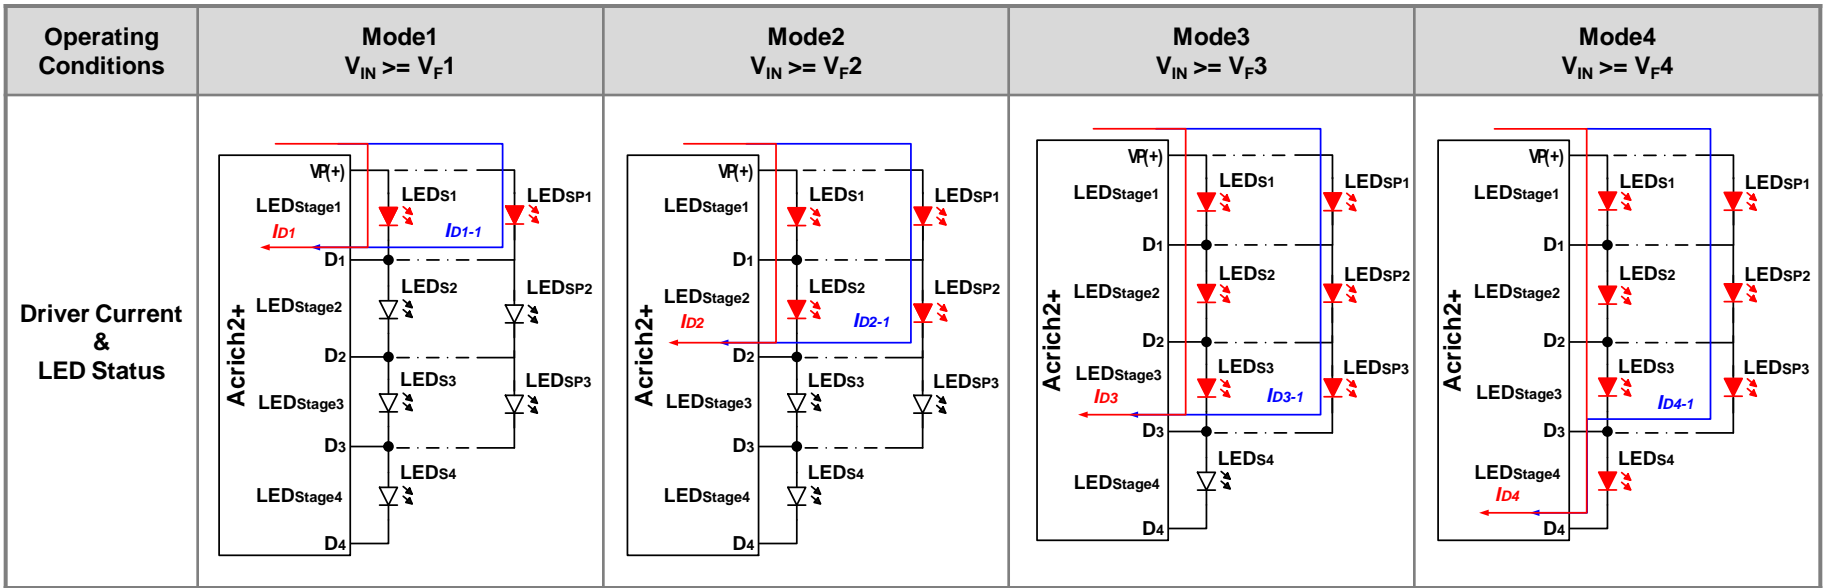 Operating
Conditions
Mode1
VIN >= VF1
Mode2
VIN >= VF2
Mode3
VIN >= VF3
Mode4
VIN >= VF4
Driver Current
&
LED Status
VP(+)
LEDS1
LEDSP1
LEDStage1
ID1
ID1-1
D1
LEDS2
LEDSP2
LEDStage2
D2
LEDS3
LEDSP3
LEDStage3
D3
LEDS4
LEDStage4
D4
Acrich2+
VP(+)
LEDS1
LEDSP1
LEDStage1
D1
LEDS2
LEDSP2
LEDStage2
ID2
ID2-1
D2
LEDS3
LEDSP3
LEDStage3
D3
LEDS4
LEDStage4
D4
Acrich2+
VP(+)
LEDS1
LEDSP1
LEDStage1
D1
LEDS2
LEDSP2
LEDStage2
D2
LEDS3
LEDSP3
LEDStage3
ID3
ID3-1
D3
LEDS4
LEDStage4
D4
Acrich2+
VP(+)
LEDS1
LEDSP1
LEDStage1
D1
LEDS2
LEDSP2
LEDStage2
D2
LEDS3
LEDSP3
LEDStage3
ID4-1
D3
LEDS4
LEDStage4
ID4
D4
Acrich2+